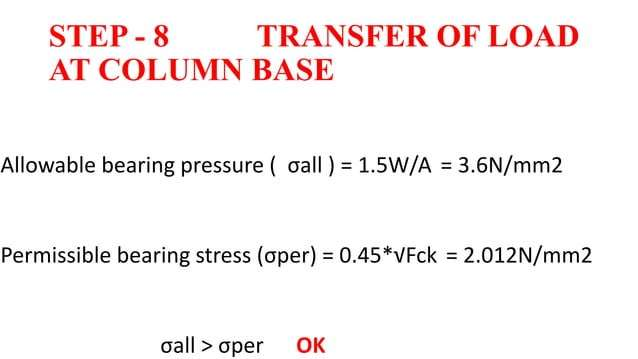 STEP - 8 TRANSFER OF LOAD
AT COLUMN BASE
Allowable bearing pressure ( σall ) = 1.5W/A = 3.6N/mm2
Permissible bearing stress (σper) = 0.45*√Fck = 2.012N/mm2
σall > σper OK